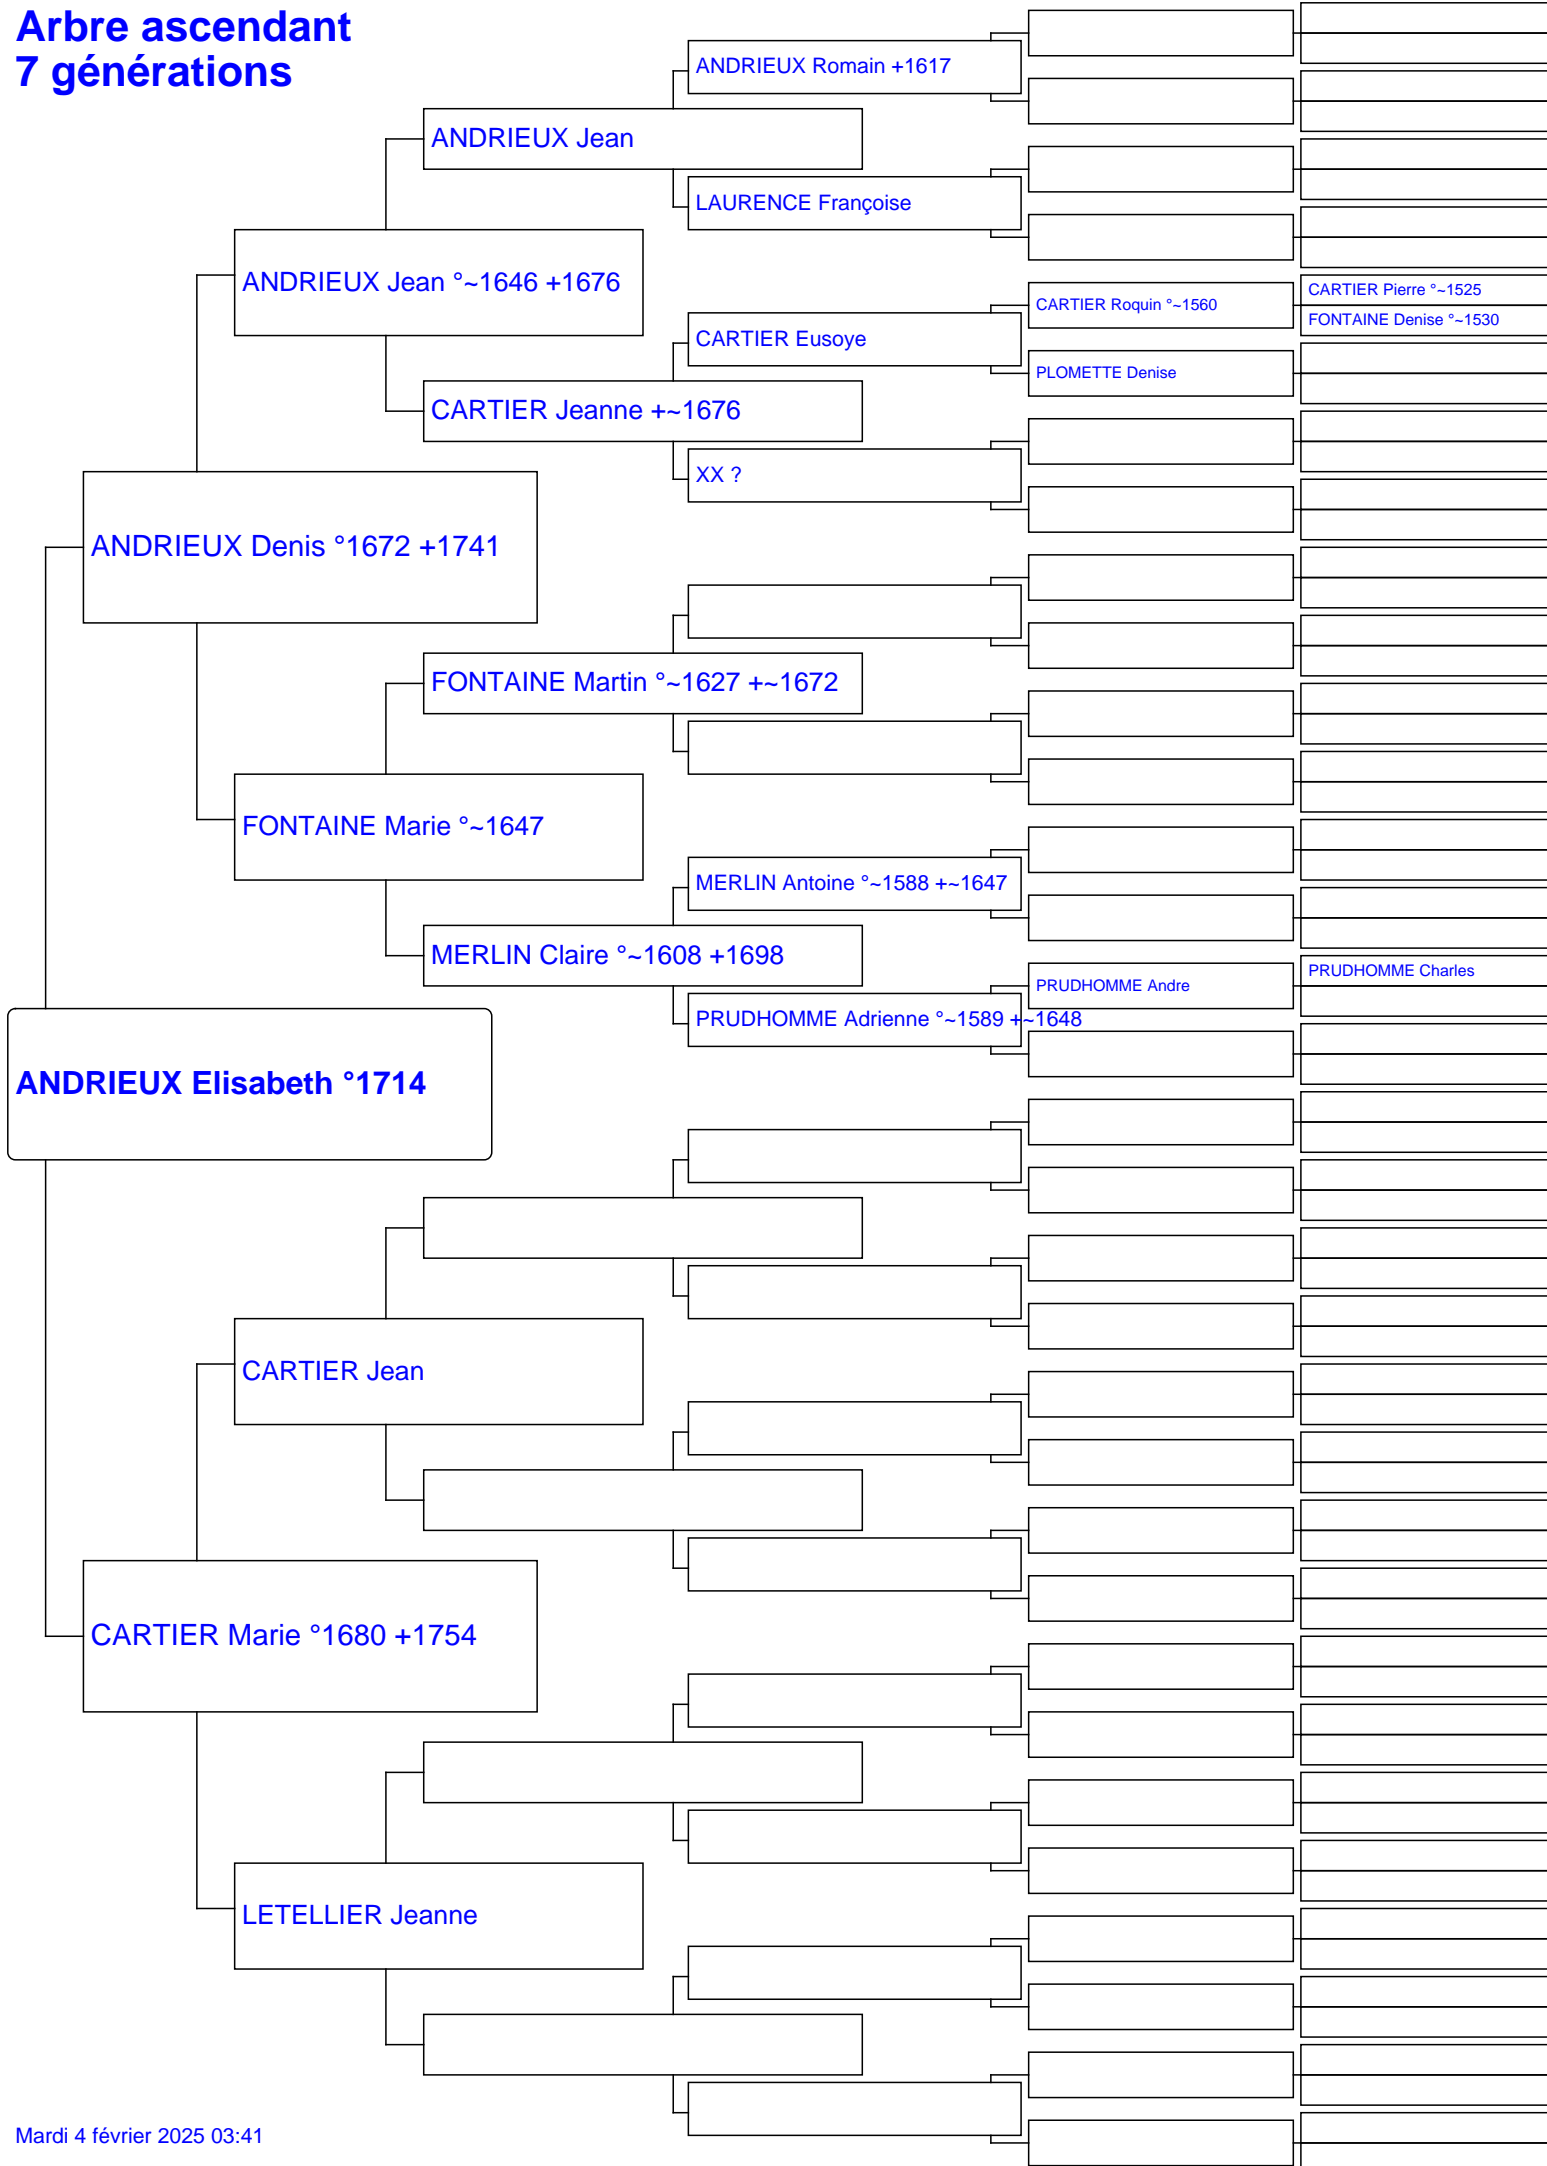 Arbre ascendant
7 générations
ANDRIEUX Romain +1617
ANDRIEUX Jean
LAURENCE Françoise
ANDRIEUX Jean °~1646 +1676
CARTIER Pierre °~1525
CARTIER Roquin °~1560
FONTAINE Denise °~1530
CARTIER Eusoye
PLOMETTE Denise
CARTIER Jeanne +~1676
XX ?
ANDRIEUX Denis °1672 +1741
FONTAINE Martin °~1627 +~1672
FONTAINE Marie °~1647
MERLIN Antoine °~1588 +~1647
MERLIN Claire °~1608 +1698
PRUDHOMME Charles
PRUDHOMME Andre
PRUDHOMME Adrienne °~1589 +~1648
ANDRIEUX Elisabeth °1714
CARTIER Jean
CARTIER Marie °1680 +1754
LETELLIER Jeanne
Mardi 4 février 2025 03:41